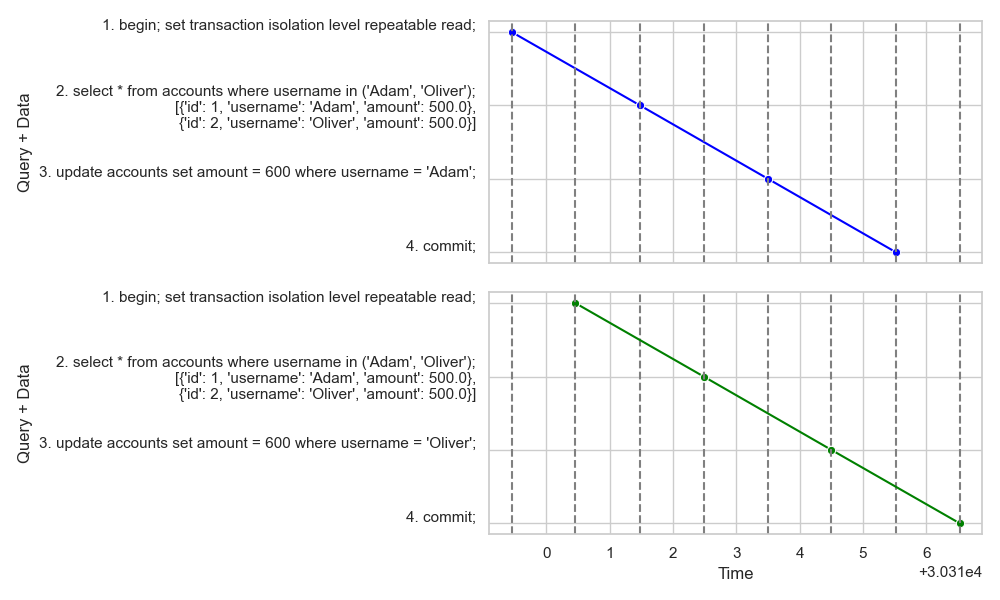 1. begin; set transaction isolation level repeatable read;
2. select * from accounts where username in ('Adam', 'Oliver');
[{'id': 1, 'username': 'Adam', 'amount': 500.0},
{'id': 2, 'username': 'Oliver', 'amount': 500.0}]
3. update accounts set amount = 600 where username = 'Adam';
4. commit;
Query + Data
1. begin; set transaction isolation level repeatable read;
2. select * from accounts where username in ('Adam', 'Oliver');
[{'id': 1, 'username': 'Adam', 'amount': 500.0},
{'id': 2, 'username': 'Oliver', 'amount': 500.0}]
3. update accounts set amount = 600 where username = 'Oliver';
4. commit;
Query + Data
0 1 2 3 4 5 6
Time
+3.031e4